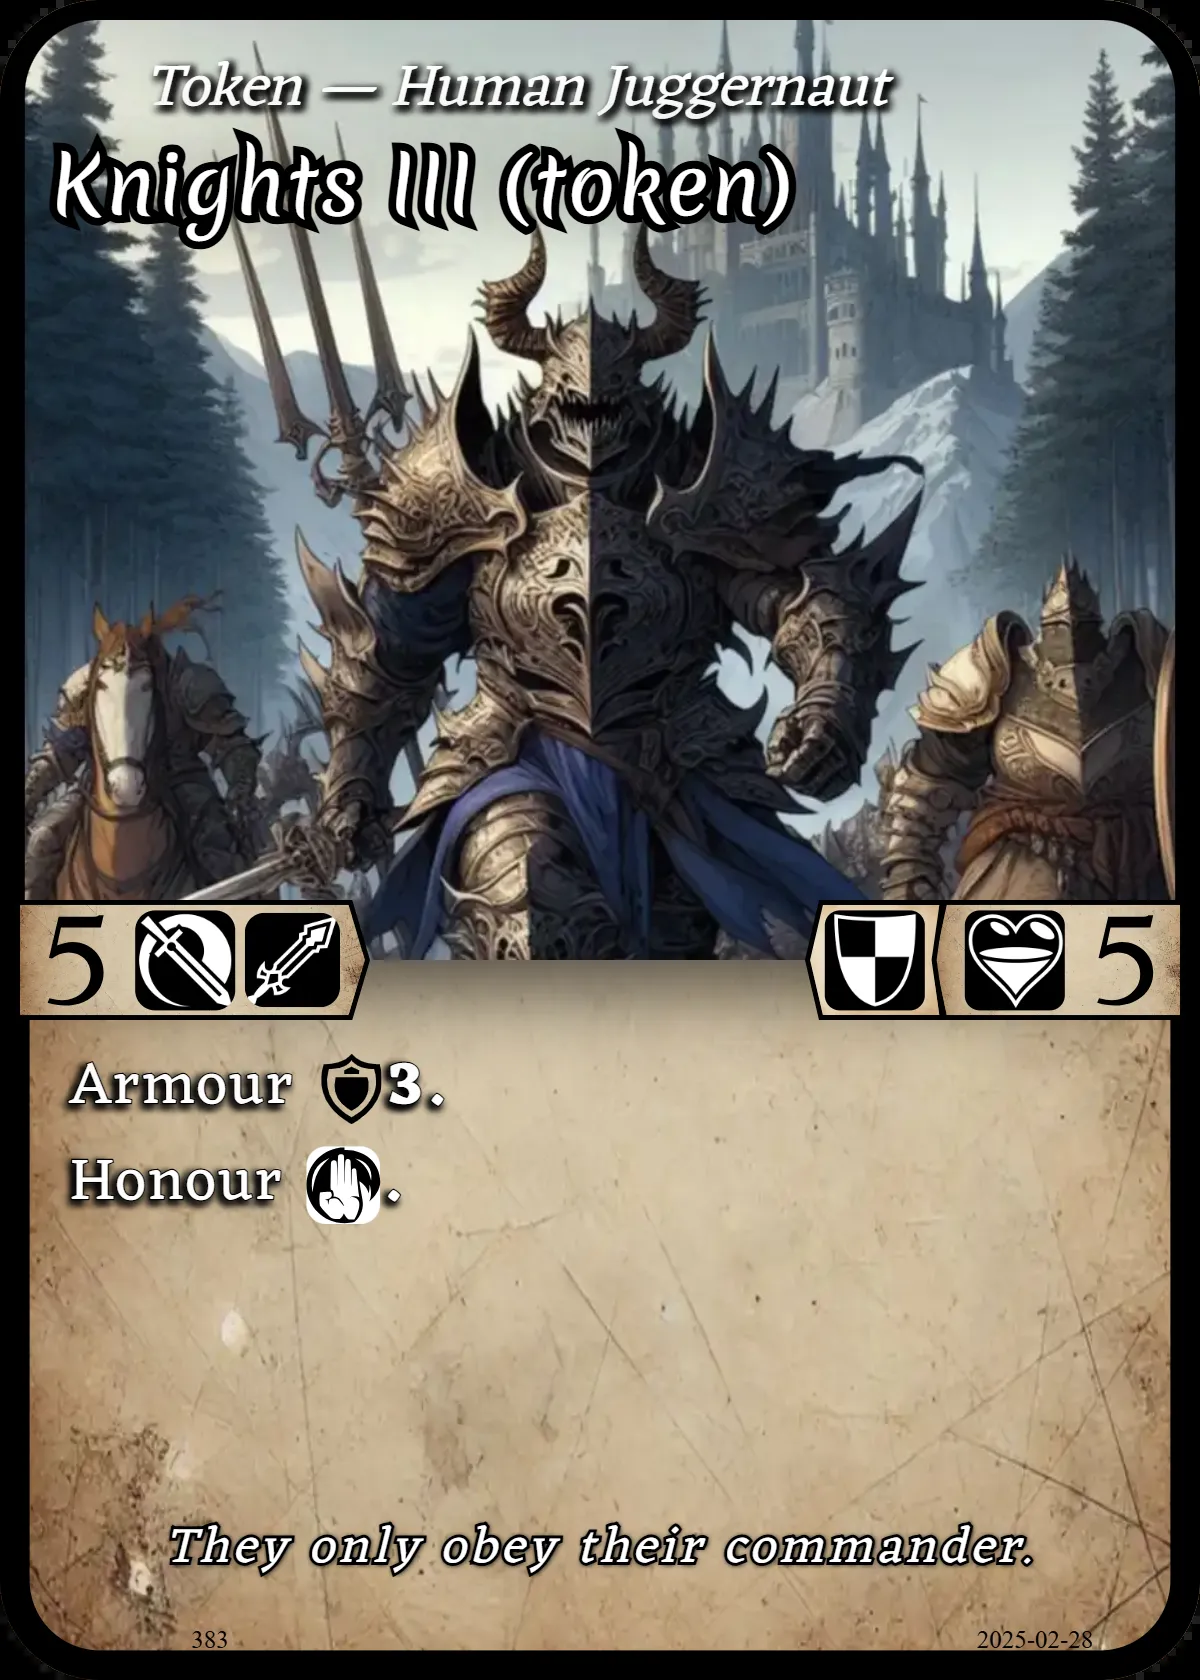 Token — Human Juggernaut
Knights III (token)
5
5
Armour 3.
Honour .
They only obey their commander.
383
2025-02-28